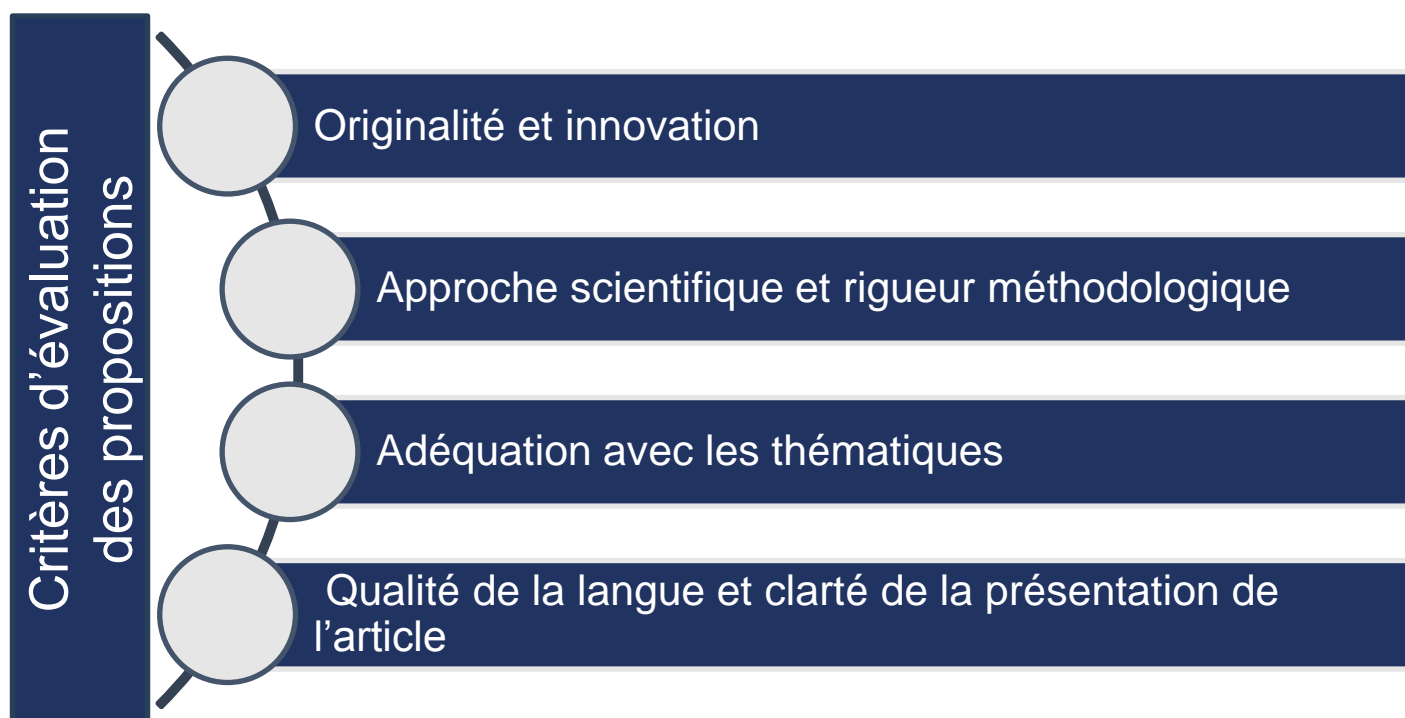 Critères d’évaluation
des propositions
Originalité et innovation
Approche scientifique et rigueur méthodologique
Adéquation avec les thématiques
Qualité de la langue et clarté de la présentation de
l’article